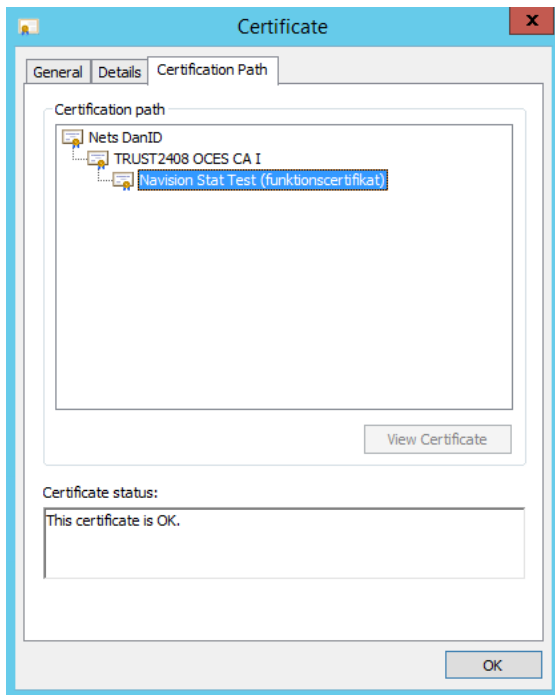 Certificate
x
General Details Certification Path
Certification path
Nets DanID
TRUST2408 OCES CA I
Navision Stat Test (funktionscertifikat)
View Certificate
Certificate status:
This certificate is OK.
OK